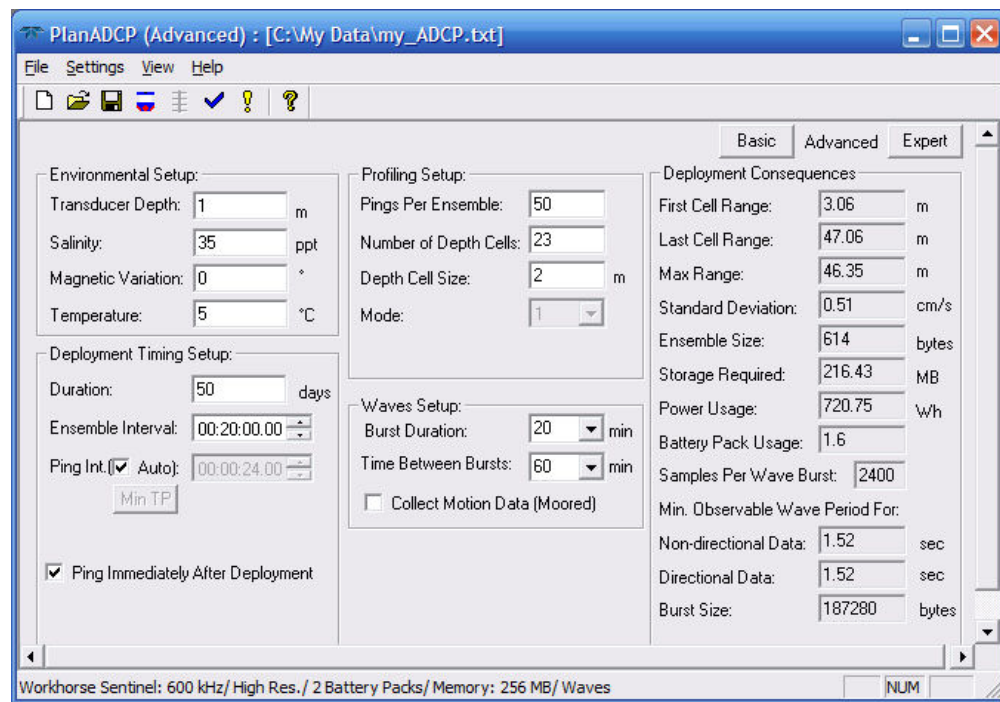 PlanADCP (Advanced) : [C:\My Data\my_ADCP.txt]
File Settings View Help
Basic Advanced Expert
Environmental Setup:
Transducer Depth: 1 m
Salinity: 35 ppt
Magnetic Variation: 0 °
Temperature: 5 °C
Deployment Timing Setup:
Duration: 50 days
Ensemble Interval: 00:20:00.00
Ping Int.( Auto): 00:00:24.00
Min TP
Ping Immediately After Deployment
Profiling Setup:
Pings Per Ensemble: 50
Number of Depth Cells: 23
Depth Cell Size: 2 m
Mode: 1
Waves Setup:
Burst Duration: 20 min
Time Between Bursts: 60 min
Collect Motion Data (Moored)
Deployment Consequences
First Cell Range: 3.06 m
Last Cell Range: 47.06 m
Max Range: 46.35 m
Standard Deviation: 0.51 cm/s
Ensemble Size: 614 bytes
Storage Required: 216.43 MB
Power Usage: 720.75 Wh
Battery Pack Usage: 1.6
Samples Per Wave Burst: 2400
Min. Observable Wave Period For:
Non-directional Data: 1.52 sec
Directional Data: 1.52 sec
Burst Size: 187280 bytes
Workhorse Sentinel: 600 kHz/ High Res./ 2 Battery Packs/ Memory: 256 MB/ Waves NUM